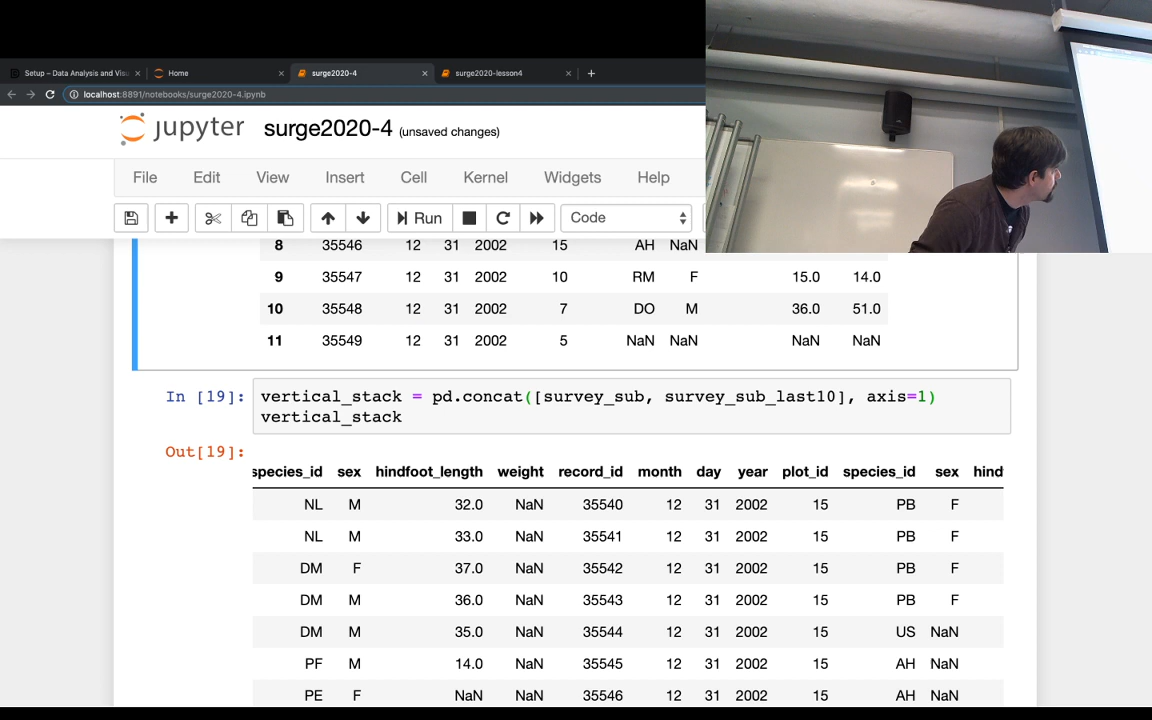 Setup – Data Analysis and Visu
Home
surge2020-4
surge2020-lesson4
localhost:8891/notebooks/surge2020-4.ipynb
jupyter surge2020-4 (unsaved changes)
File Edit View Insert Cell Kernel Widgets Help
Run Code
8 35546 12 31 2002 15 AH NaN
9 35547 12 31 2002 10 RM F 15.0 14.0
10 35548 12 31 2002 7 DO M 36.0 51.0
11 35549 12 31 2002 5 NaN NaN NaN NaN
In [19]: vertical_stack = pd.concat([survey_sub, survey_sub_last10], axis=1)
vertical_stack
Out[19]:
species_id sex hindfoot_length weight record_id month day year plot_id species_id sex hind
NL M 32.0 NaN 35540 12 31 2002 15 PB F
NL M 33.0 NaN 35541 12 31 2002 15 PB F
DM F 37.0 NaN 35542 12 31 2002 15 PB F
DM M 36.0 NaN 35543 12 31 2002 15 PB F
DM M 35.0 NaN 35544 12 31 2002 15 US NaN
PF M 14.0 NaN 35545 12 31 2002 15 AH NaN
PE F NaN NaN 35546 12 31 2002 15 AH NaN